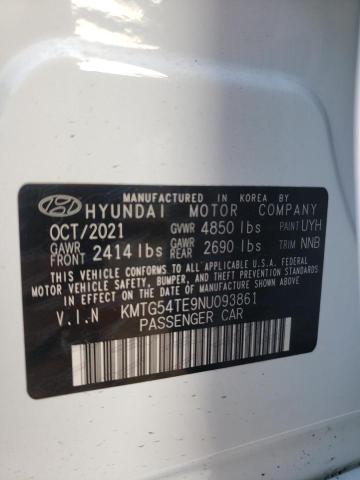 MANUFACTURED IN KOREA BY
HYUNDAI MOTOR COMPANY
OCT/2021 GVWR 4850 lbs PAINT UYH
GAWR FRONT 2414 lbs GAWR REAR 2690 lbs TRIM NNB
THIS VEHICLE CONFORMS TO ALL APPLICABLE U.S.A. FEDERAL
MOTOR VEHICLE SAFETY, BUMPER, AND THEFT PREVENTION
STANDARDS IN EFFECT ON THE DATE OF MANUFACTURE SHOWN ABOVE.
V.I.N KMTG54TE9NU093861
PASSENGER CAR